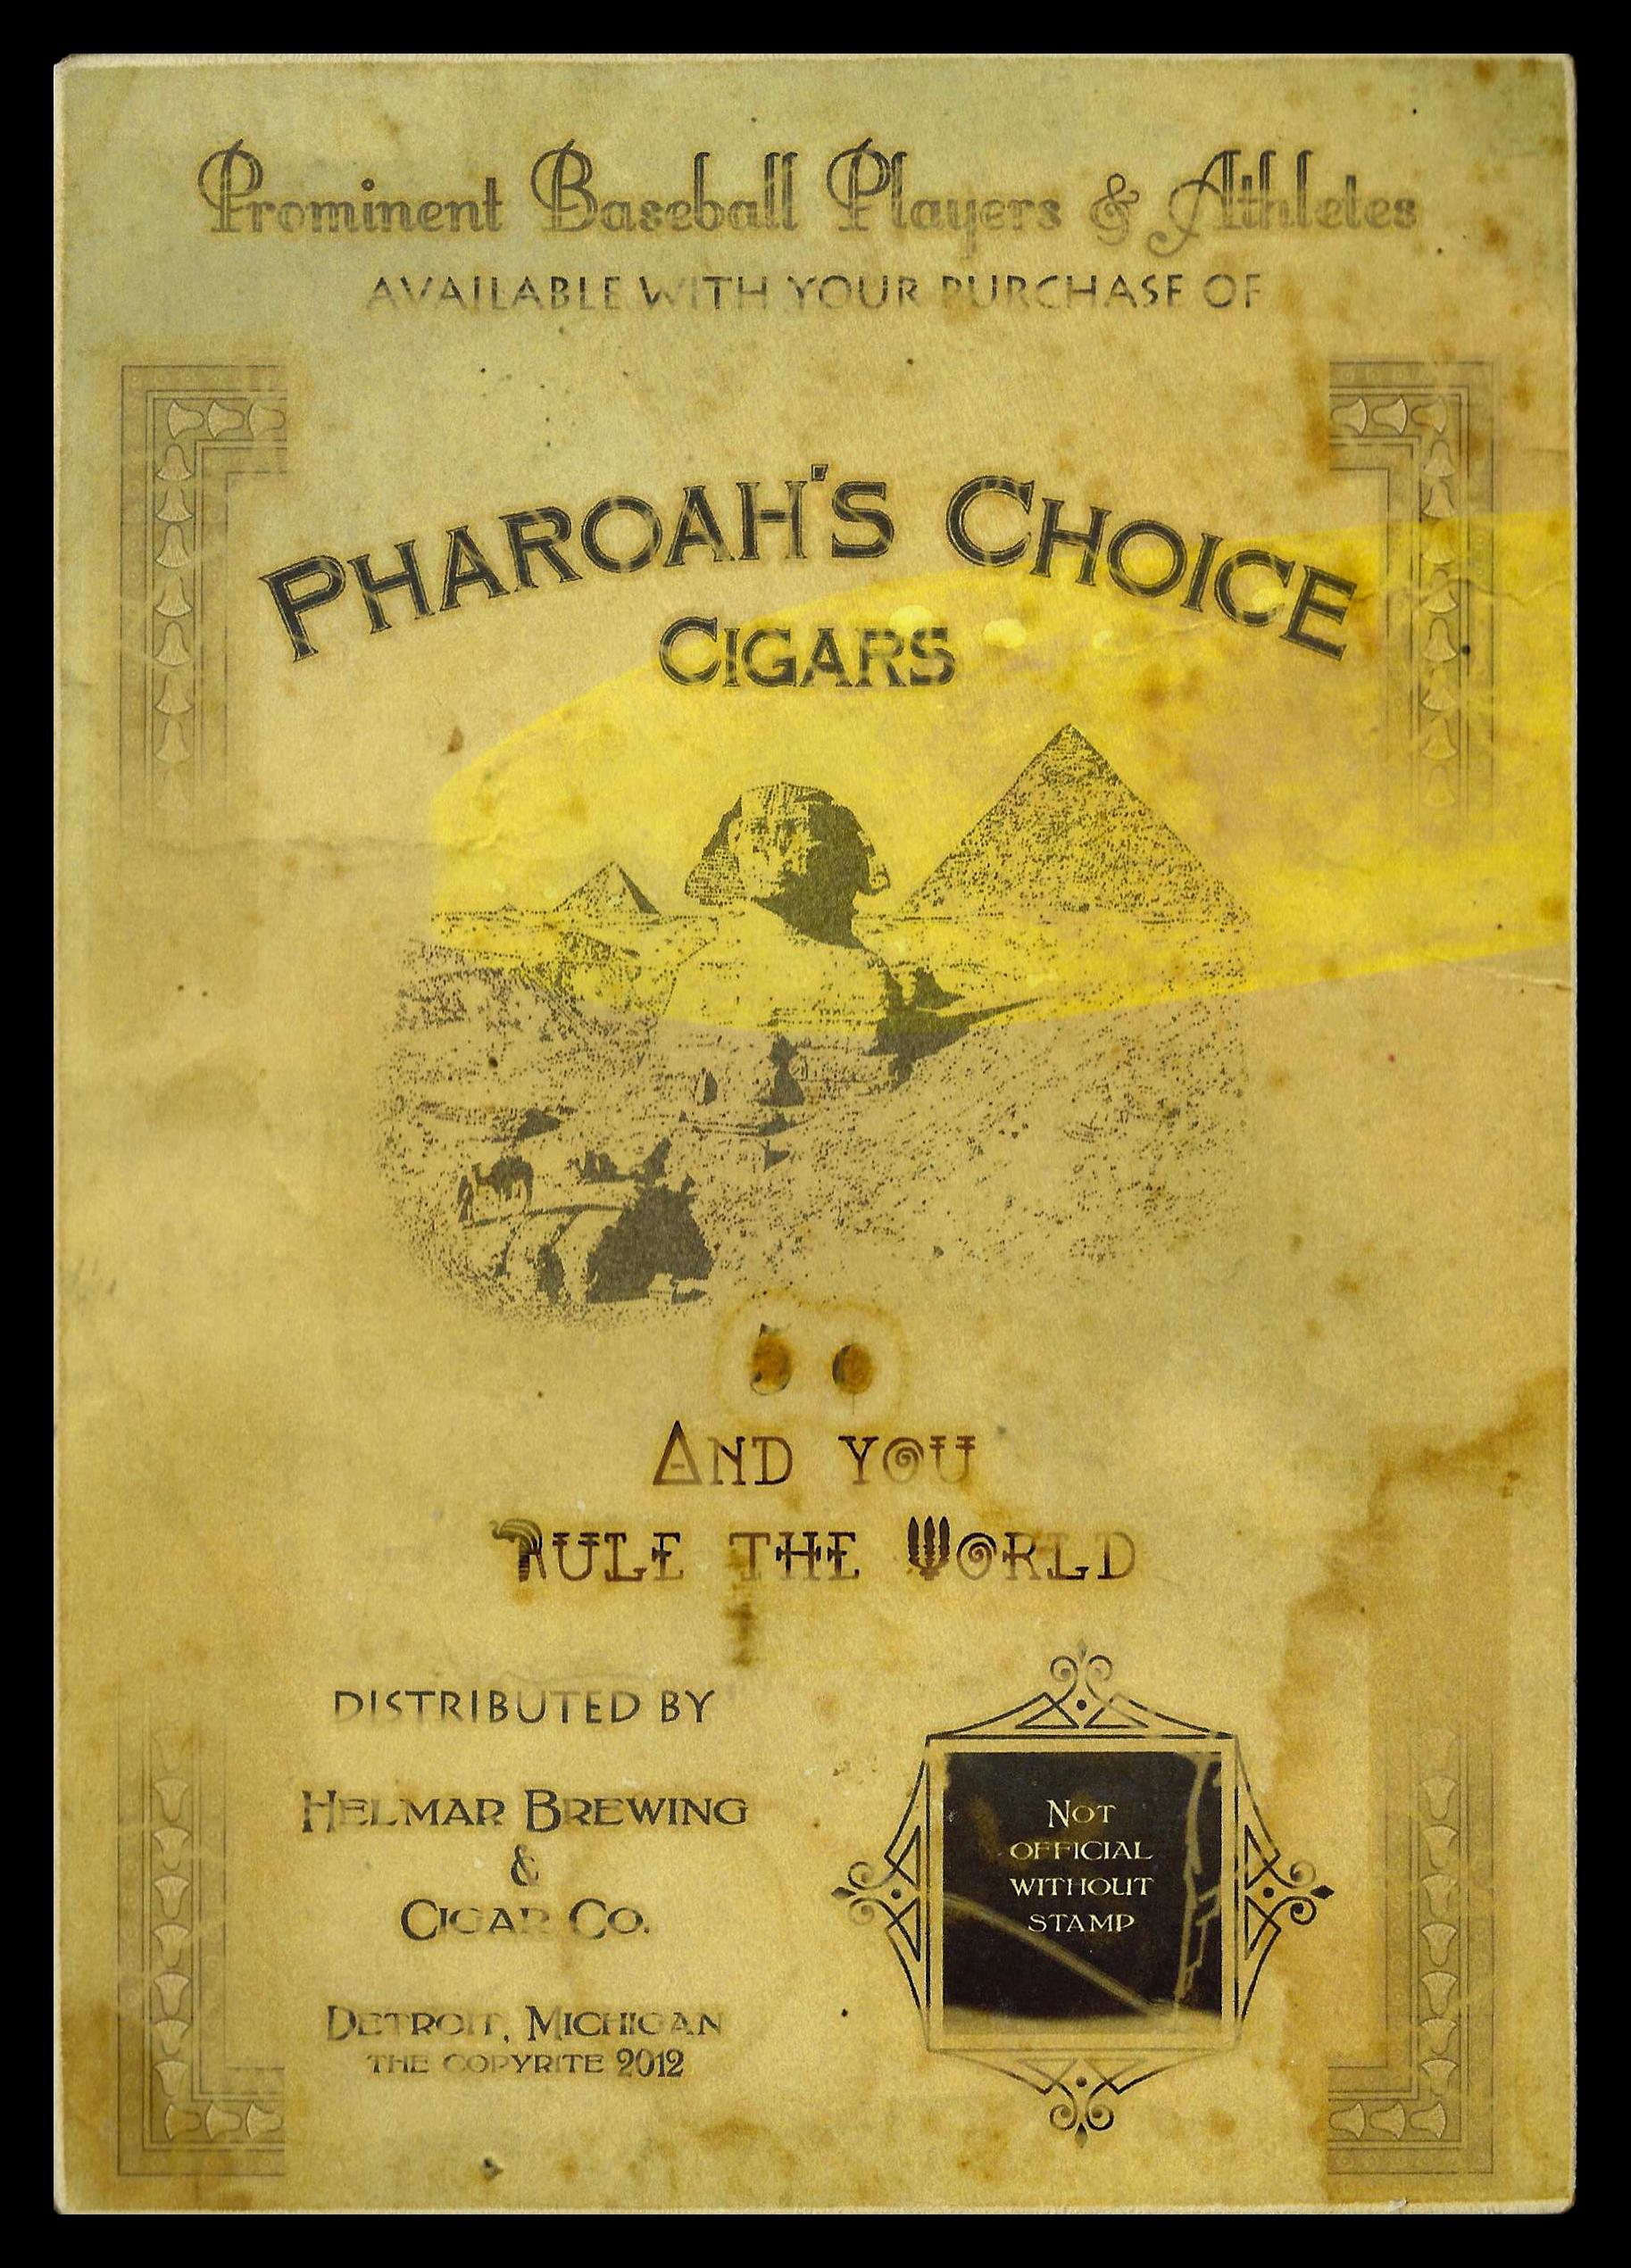 Prominent Baseball Players & Athletes
AVAILABLE WITH YOUR PURCHASE OF
PHAROAH'S CHOICE
CIGARS
50
AND YOU
RULE THE WORLD
DISTRIBUTED BY
HELMAR BREWING
&
CIGAR CO.
DETROIT, MICHIGAN
THE COPYRITE 2012
NOT
OFFICIAL
WITHOUT
STAMP